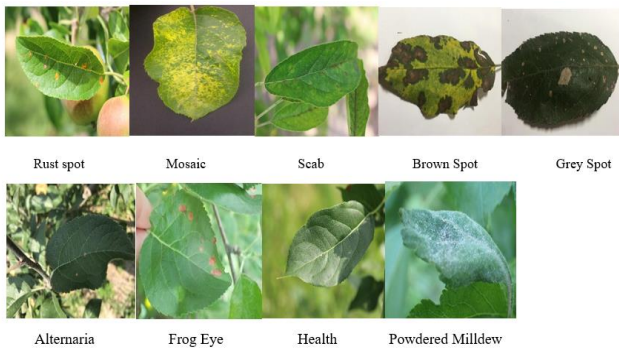 Rust spot
Mosaic
Scab
Brown Spot
Grey Spot
Alternaria
Frog Eye
Health
Powdered Milldew